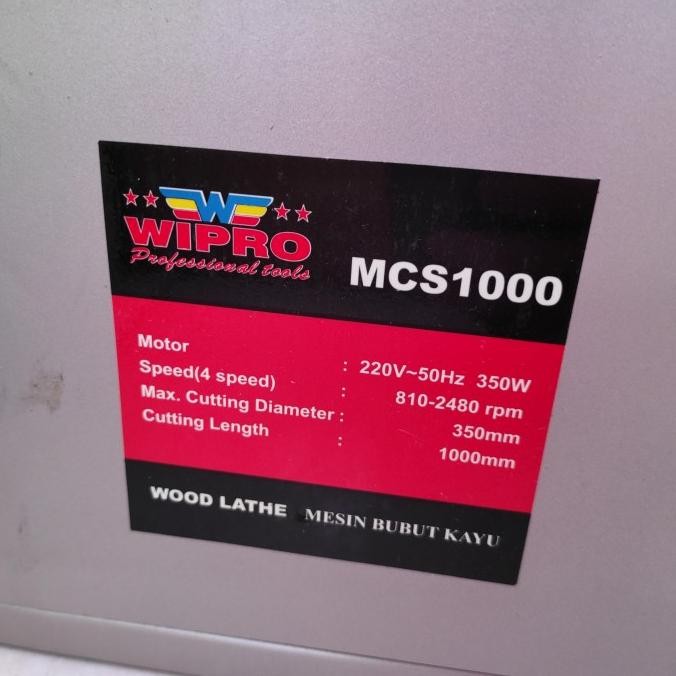 W
WIPRO
Professional tools
MCS1000
Motor : 220V~50Hz 350W
Speed(4 speed) : 810-2480 rpm
Max. Cutting Diameter : 350mm
Cutting Length : 1000mm
WOOD LATHE MESIN BUBUT KAYU